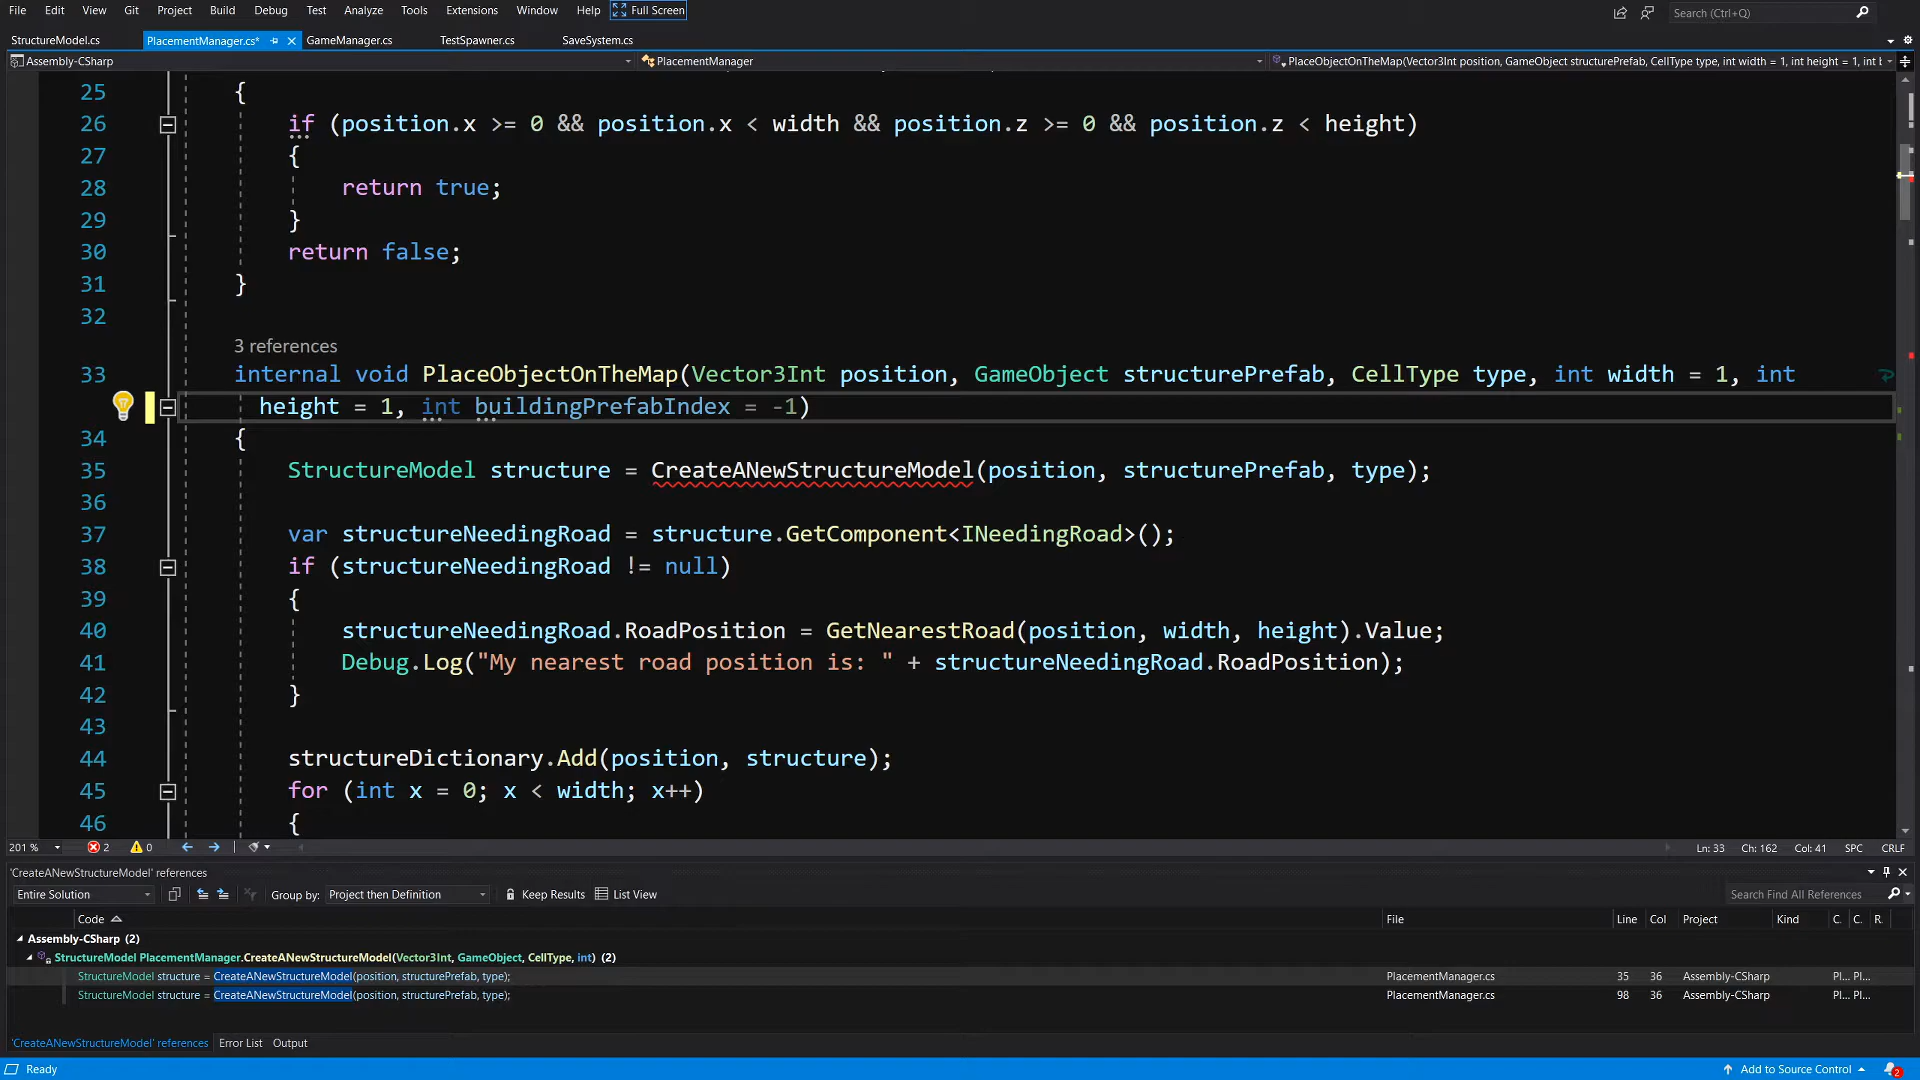 File Edit View Git Project Build Debug Test Analyze Tools Extensions Window Help Full Screen Search (Ctrl+Q)
StructureModel.cs PlacementManager.cs* GameManager.cs TestSpawner.cs SaveSystem.cs
Assembly-CSharp PlacementManager PlaceObjectOnTheMap(Vector3Int position, GameObject structurePrefab, CellType type, int width = 1, int height = 1, int b
25 {
26 if (position.x >= 0 && position.x < width && position.z >= 0 && position.z < height)
27 {
28 return true;
29 }
30 return false;
31 }
32
3 references
33 internal void PlaceObjectOnTheMap(Vector3Int position, GameObject structurePrefab, CellType type, int width = 1, int
height = 1, int buildingPrefabIndex = -1)
34 {
35 StructureModel structure = CreateANewStructureModel(position, structurePrefab, type);
36
37 var structureNeedingRoad = structure.GetComponent<INeedingRoad>();
38 if (structureNeedingRoad != null)
39 {
40 structureNeedingRoad.RoadPosition = GetNearestRoad(position, width, height).Value;
41 Debug.Log("My nearest road position is: " + structureNeedingRoad.RoadPosition);
42 }
43
44 structureDictionary.Add(position, structure);
45 for (int x = 0; x < width; x++)
46 {
201 % 2 0 Ln: 33 Ch: 162 Col: 41 SPC CRLF
'CreateANewStructureModel' references
Entire Solution Group by: Project then Definition Keep Results List View Search Find All References
Code File Line Col Project Kind C. C. R.
Assembly-CSharp (2)
StructureModel PlacementManager.CreateANewStructureModel(Vector3Int, GameObject, CellType, int) (2)
StructureModel structure = CreateANewStructureModel(position, structurePrefab, type); PlacementManager.cs 35 36 Assembly-CSharp Pl... Pl...
StructureModel structure = CreateANewStructureModel(position, structurePrefab, type); PlacementManager.cs 98 36 Assembly-CSharp Pl... Pl...
'CreateANewStructureModel' references Error List Output
Ready Add to Source Control 2